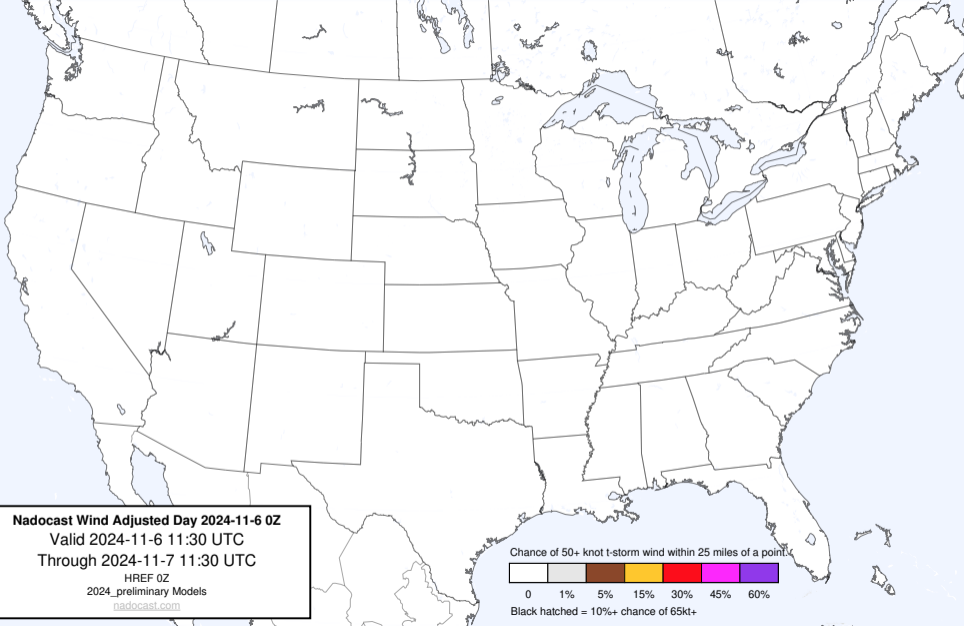 Nadocast Wind Adjusted Day 2024-11-6 0Z
Valid 2024-11-6 11:30 UTC
Through 2024-11-7 11:30 UTC
HREF 0Z
2024_preliminary Models
nadocast.com
Chance of 50+ knot t-storm wind within 25 miles of a point.
0 1% 5% 15% 30% 45% 60%
Black hatched = 10%+ chance of 65kt+